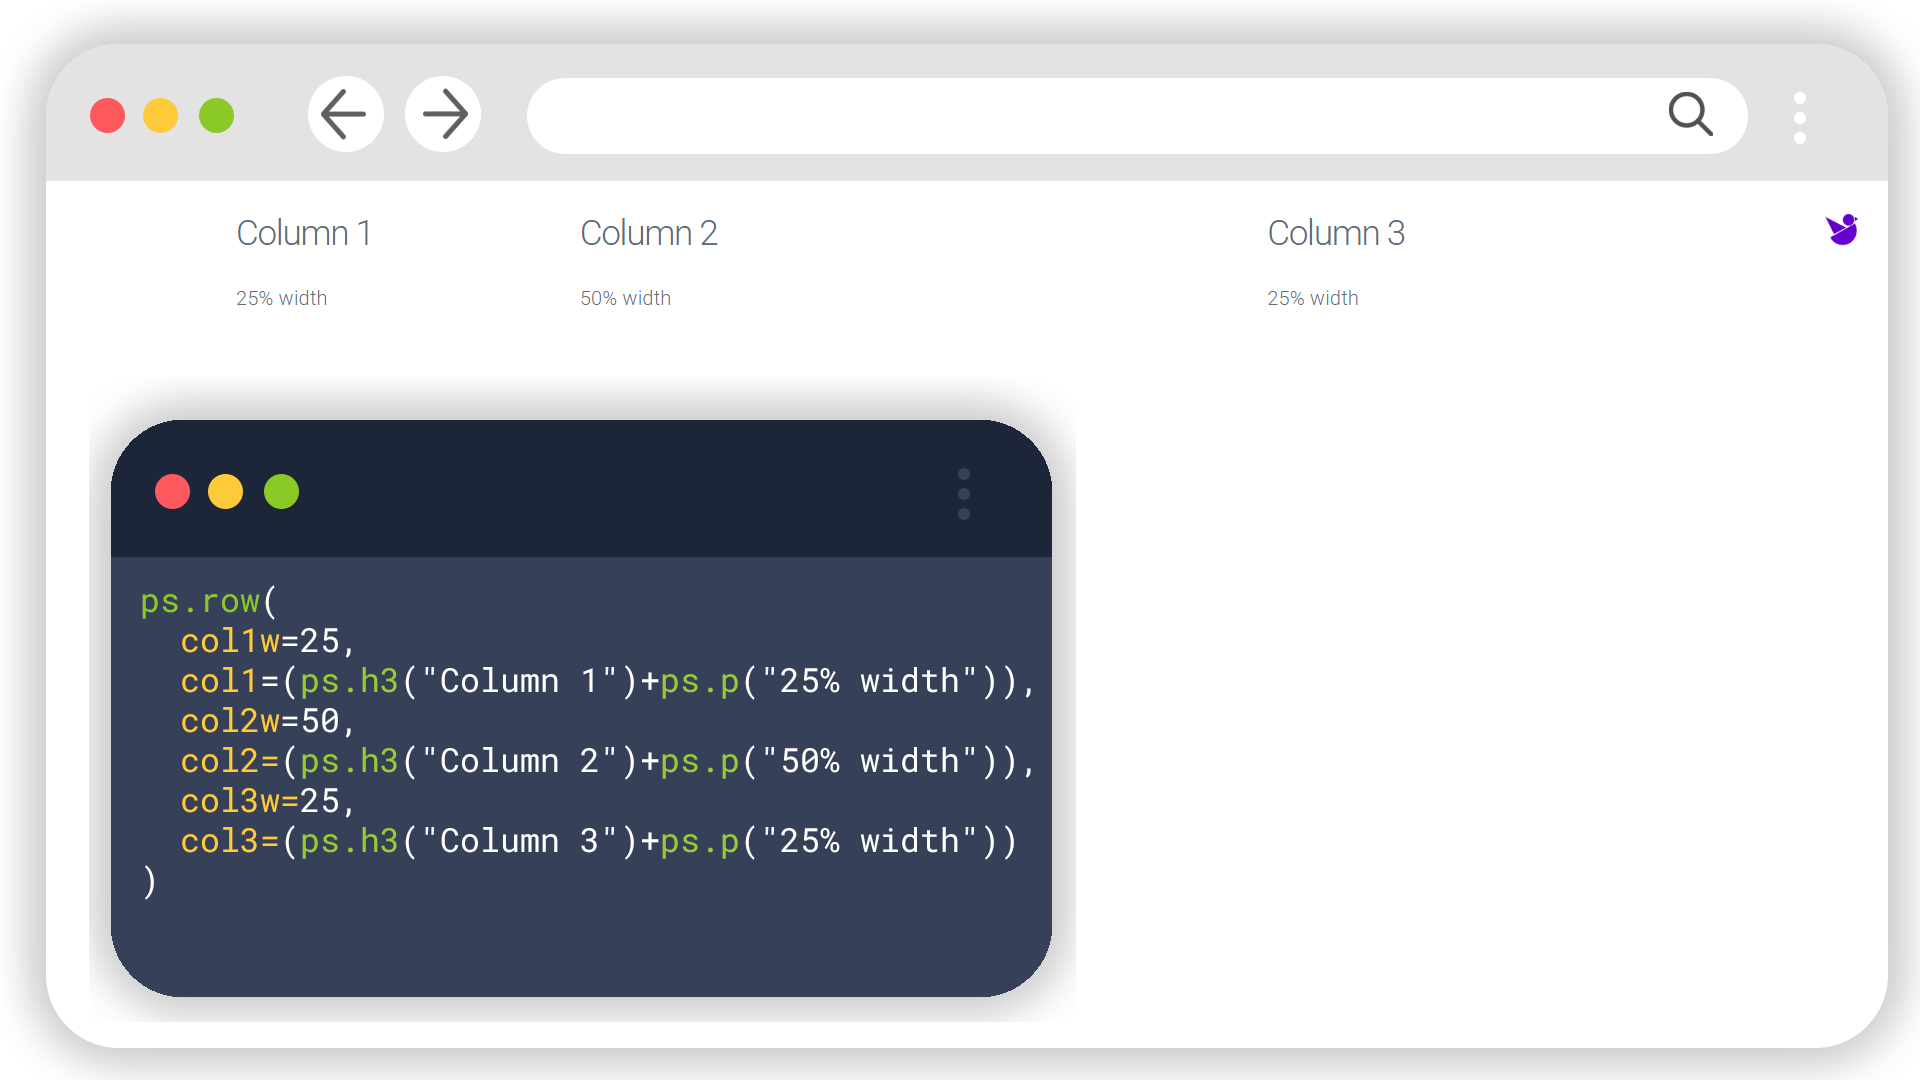 Column 1 Column 2 Column 3
25% width 50% width 25% width
ps.row(
  col1w=25,
  col1=(ps.h3("Column 1")+ps.p("25% width")),
  col2w=50,
  col2=(ps.h3("Column 2")+ps.p("50% width")),
  col3w=25,
  col3=(ps.h3("Column 3")+ps.p("25% width"))
)